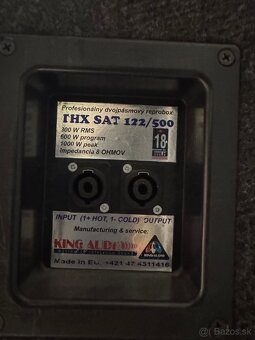 Profesionálny dvojpásmový reprobox
THX SAT 122/500
300 W RMS
600 W program
1000 W peak
Impedancia 8 OHMOV
18
INPUT (1+ HOT, 1- COLD) OUTPUT
Manufacturing & service:
KING AUDIO
Made in EU, +421 47 4311416
bazos.sk